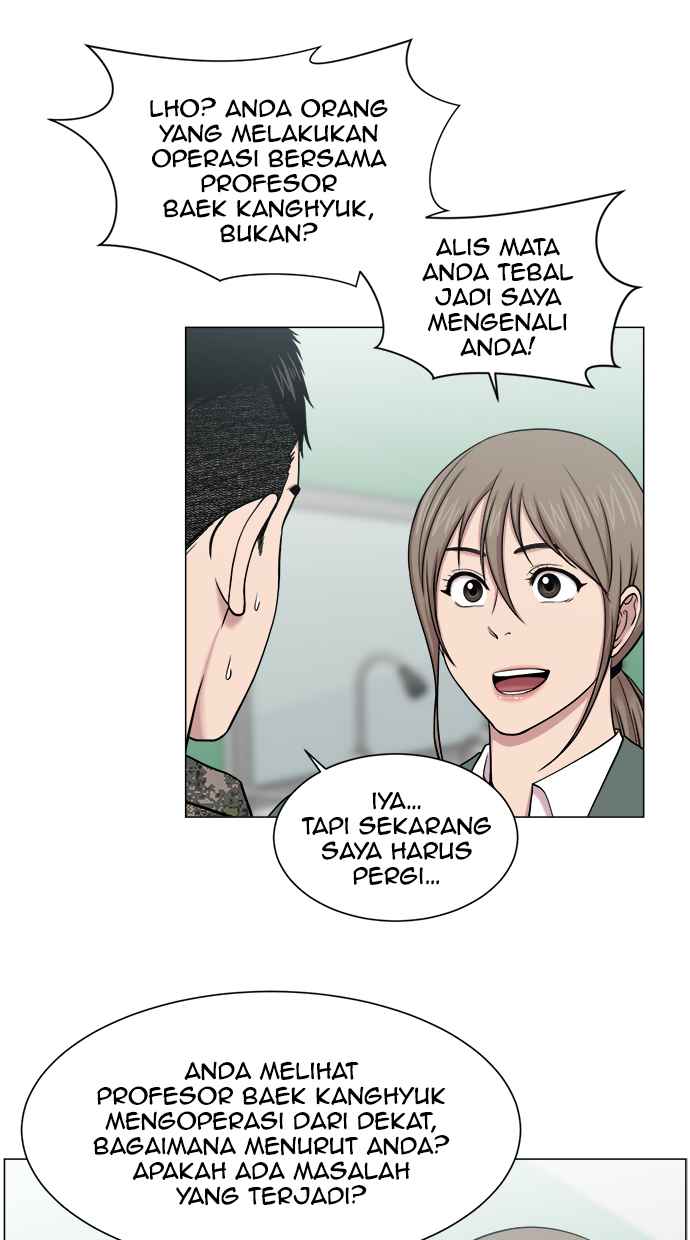 LHO? ANDA ORANG
YANG MELAKUKAN
OPERASI BERSAMA
PROFESOR
BAEK KANGHYUK,
BUKAN?
ALIS MATA
ANDA TEBAL
JADI SAYA
MENGENALI
ANDA!
IYA...
TAPI SEKARANG
SAYA HARUS
PERGI...
ANDA MELIHAT
PROFESOR BAEK KANGHYUK
MENGOPERASI DARI DEKAT,
BAGAIMANA MENURUT ANDA?
APAKAH ADA MASALAH
YANG TERJADI?